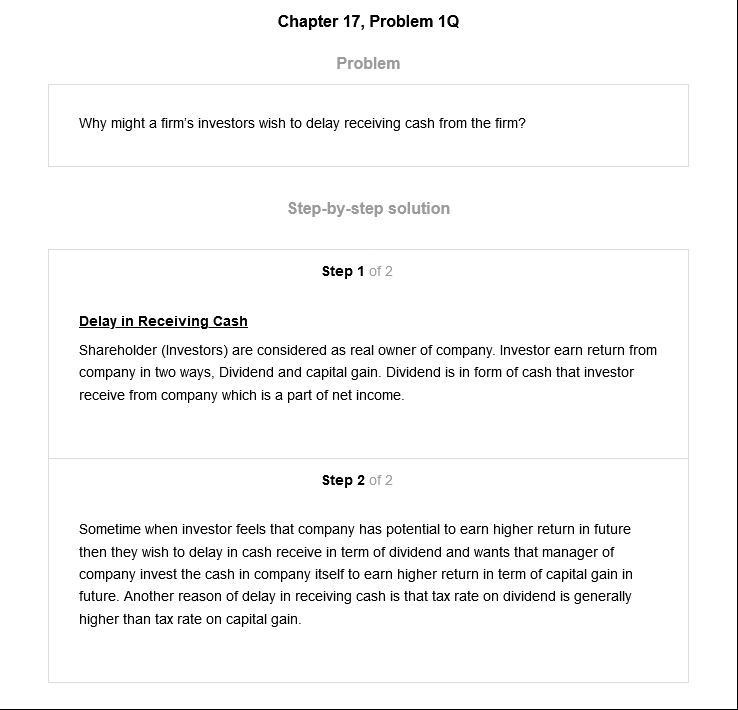 Chapter 17, Problem 1Q
Problem
Why might a firm's investors wish to delay receiving cash from the firm?
Step-by-step solution
Step 1 of 2
Delay in Receiving Cash
Shareholder (Investors) are considered as real owner of company. Investor earn return from
company in two ways, Dividend and capital gain. Dividend is in form of cash that investor
receive from company which is a part of net income.
Step 2 of 2
Sometime when investor feels that company has potential to earn higher return in future
then they wish to delay in cash receive in term of dividend and wants that manager of
company invest the cash in company itself to earn higher return in term of capital gain in
future. Another reason of delay in receiving cash is that tax rate on dividend is generally
higher than tax rate on capital gain.